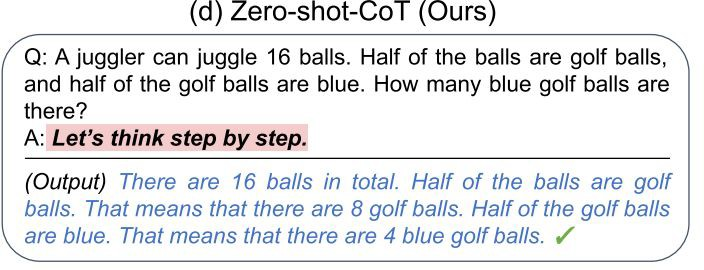 (d) Zero-shot-CoT (Ours)
Q: A juggler can juggle 16 balls. Half of the balls are golf balls,
and half of the golf balls are blue. How many blue golf balls are
there?
A: Let’s think step by step.
(Output) There are 16 balls in total. Half of the balls are golf
balls. That means that there are 8 golf balls. Half of the golf balls
are blue. That means that there are 4 blue golf balls. ✓